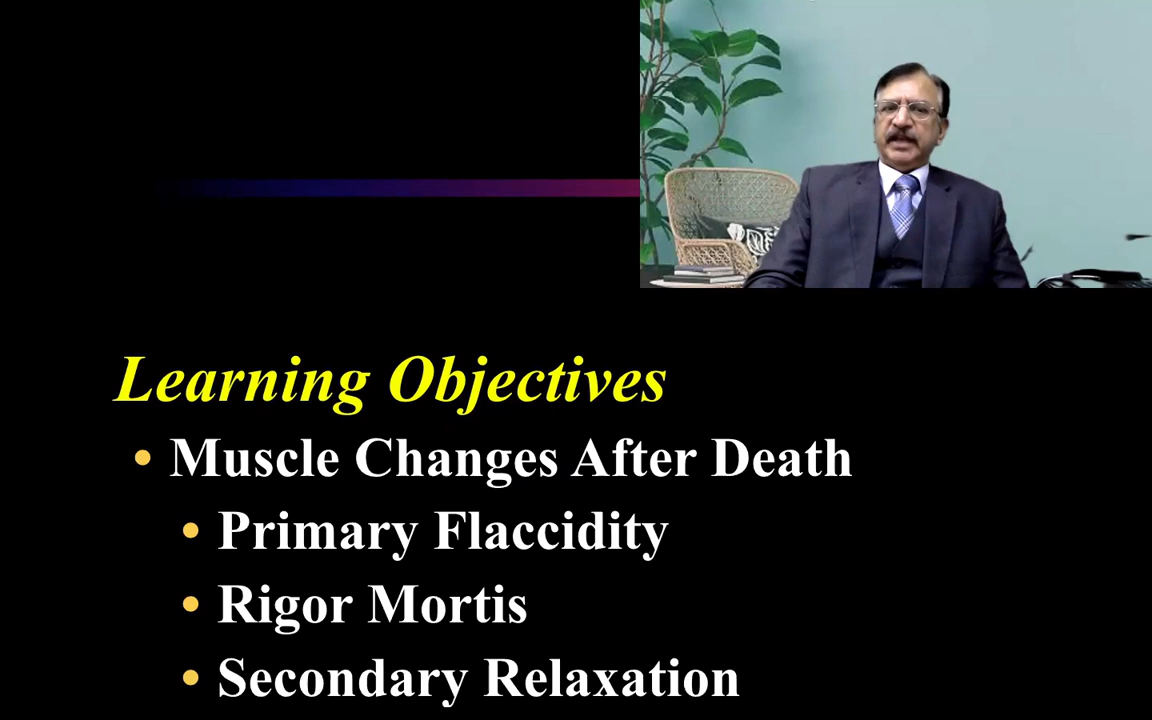 Learning Objectives
• Muscle Changes After Death
• Primary Flaccidity
• Rigor Mortis
• Secondary Relaxation